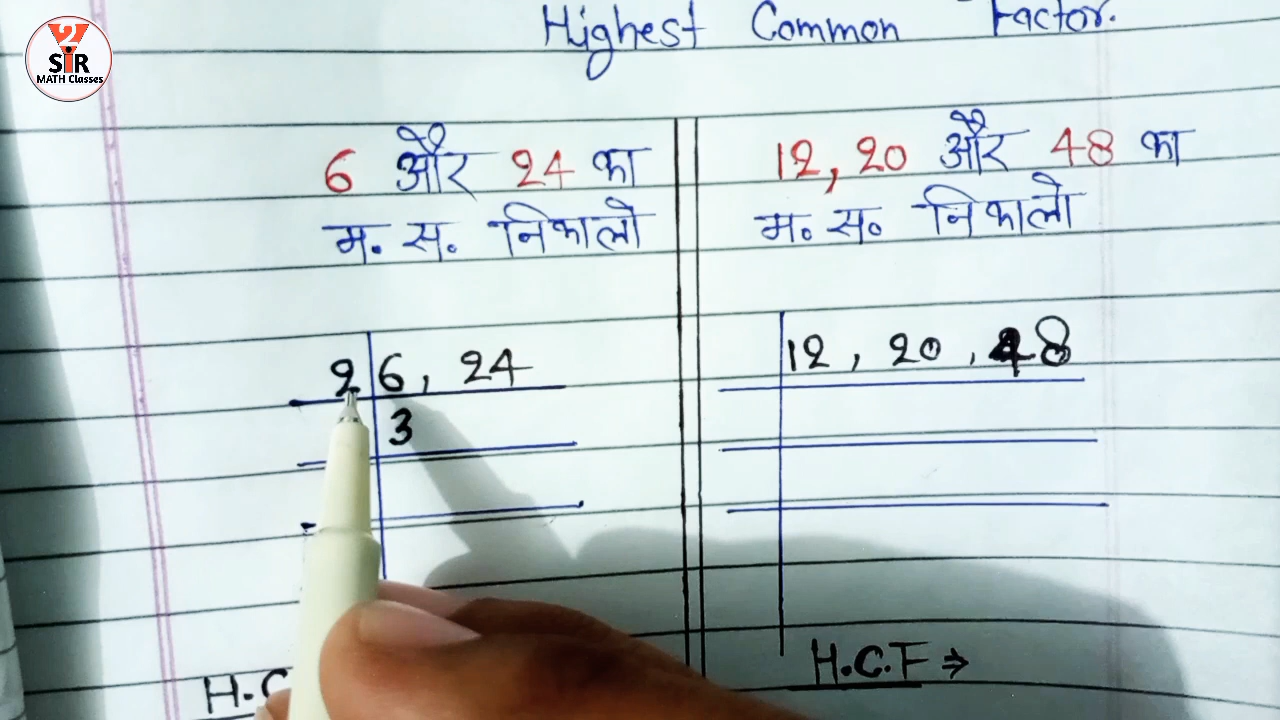 2
SiR
MATH Classes
Highest Common Factor.
6 और 24 का
म. स. निकालो
2 6, 24
3
H.C
12, 20 और 48 का
म. स. निकालो
12, 20, 48
H.C.F ⇒